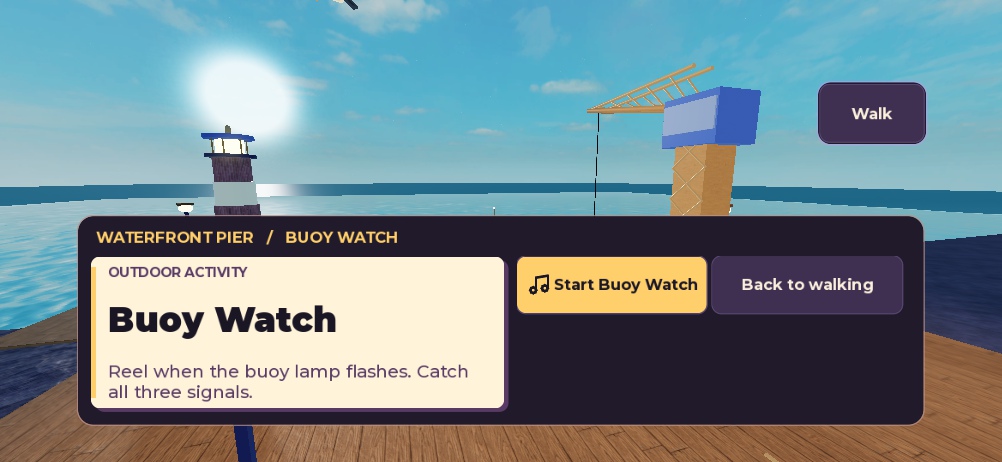 Walk
WATERFRONT PIER / BUOY WATCH
OUTDOOR ACTIVITY
Buoy Watch
Reel when the buoy lamp flashes. Catch
all three signals.
Start Buoy Watch
Back to walking